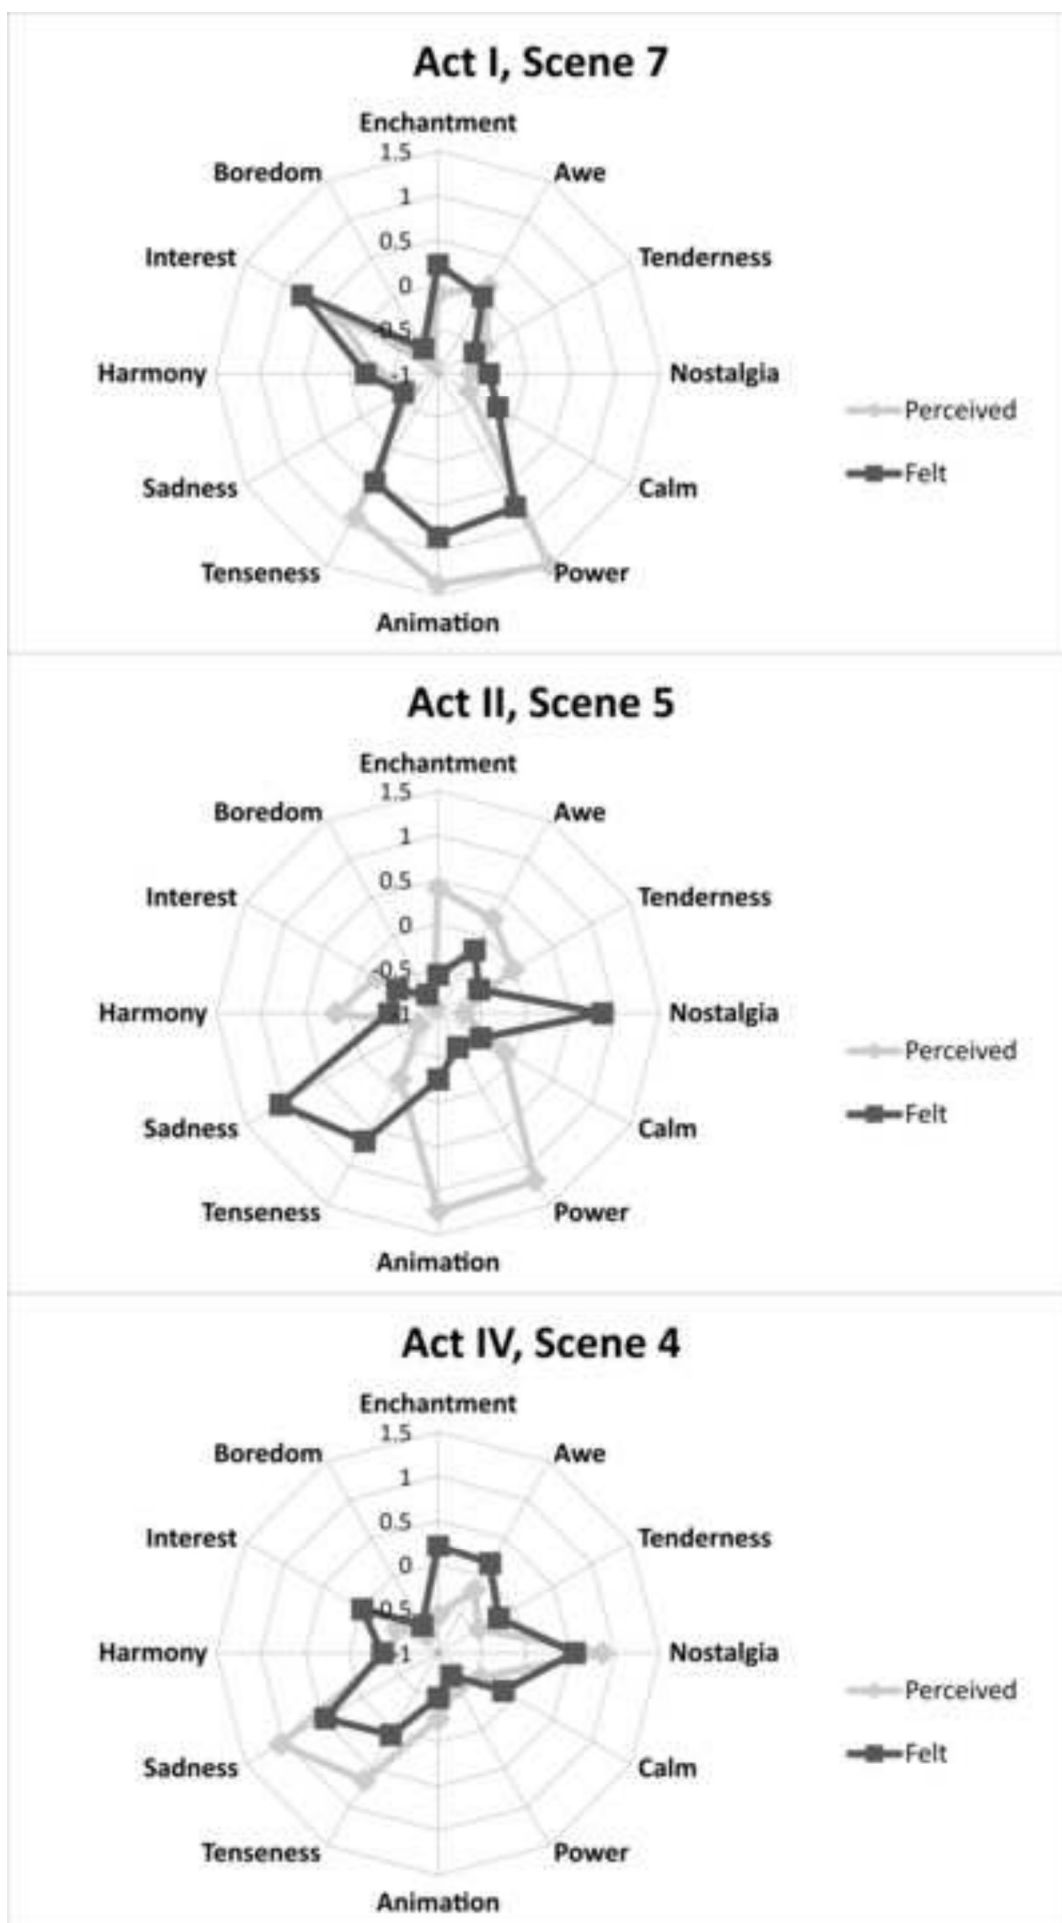 Act I, Scene 7
Enchantment
1.5
Boredom
Awe
1
0.5
Interest
Tenderness
0
-0.5
Harmony
-1
Nostalgia
Perceived
Felt
Sadness
Calm
Tenseness
Power
Animation
Act II, Scene 5
Enchantment
1.5
Boredom
Awe
1
0.5
Interest
Tenderness
0
-0.5
Harmony
1
Nostalgia
Perceived
Felt
Sadness
Calm
Tenseness
Power
Animation
Act IV, Scene 4
Enchantment
1.5
Boredom
Awe
1
0.5
Interest
Tenderness
0
0.5
Harmony
1
Nostalgia
Perceived
Felt
Sadness
Calm
Tenseness
Power
Animation